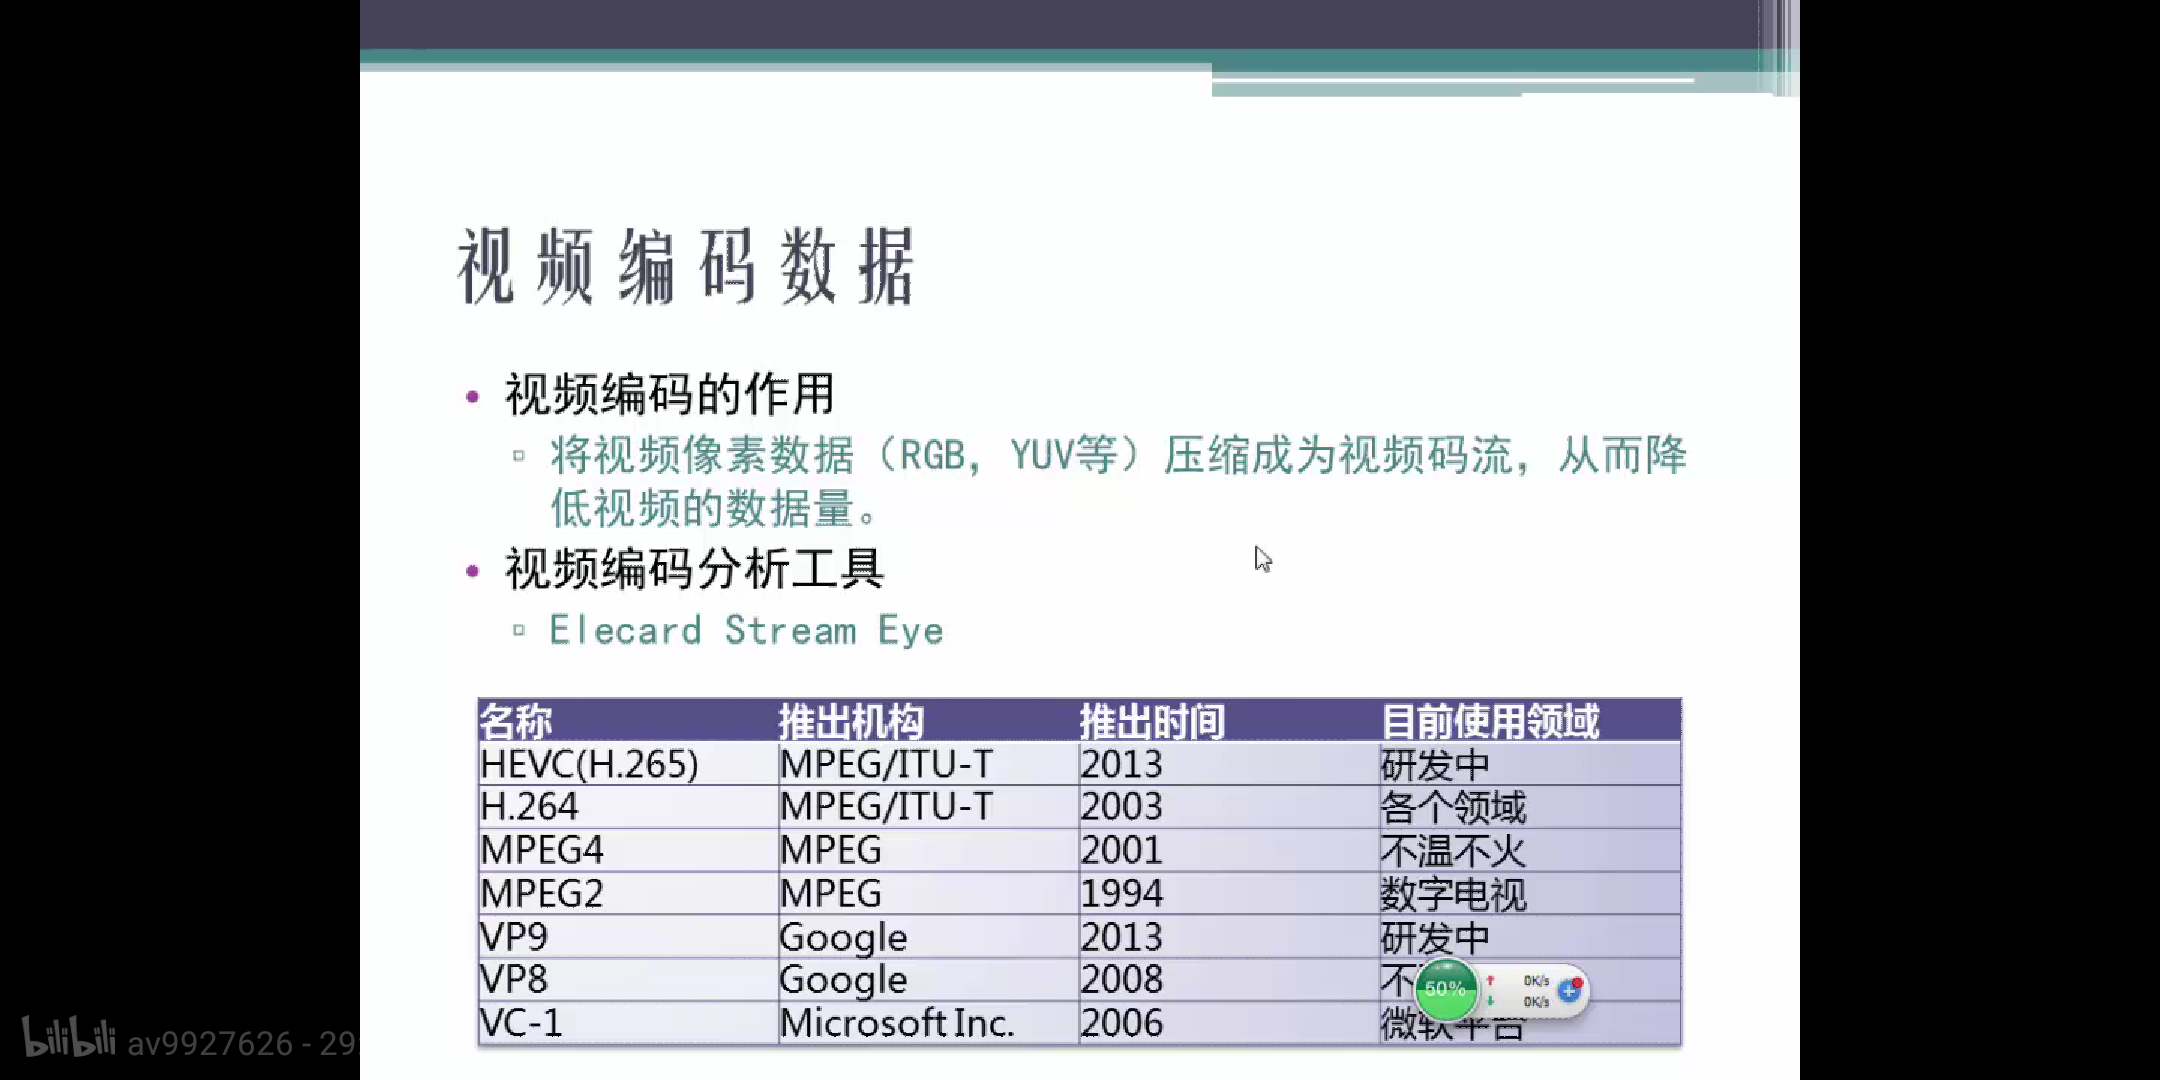 视频编码数据
• 视频编码的作用
▫ 将视频像素数据（RGB，YUV等）压缩成为视频码流，从而降
低视频的数据量。
• 视频编码分析工具
▫ Elecard Stream Eye
名称 推出机构 推出时间 目前使用领域
HEVC(H.265) MPEG/ITU-T 2013 研发中
H.264 MPEG/ITU-T 2003 各个领域
MPEG4 MPEG 2001 不温不火
MPEG2 MPEG 1994 数字电视
VP9 Google 2013 研发中
VP8 Google 2008 不
50% 0K/s
0K/s
VC-1 Microsoft Inc. 2006 微软平台
bilibili av9927626 - 29